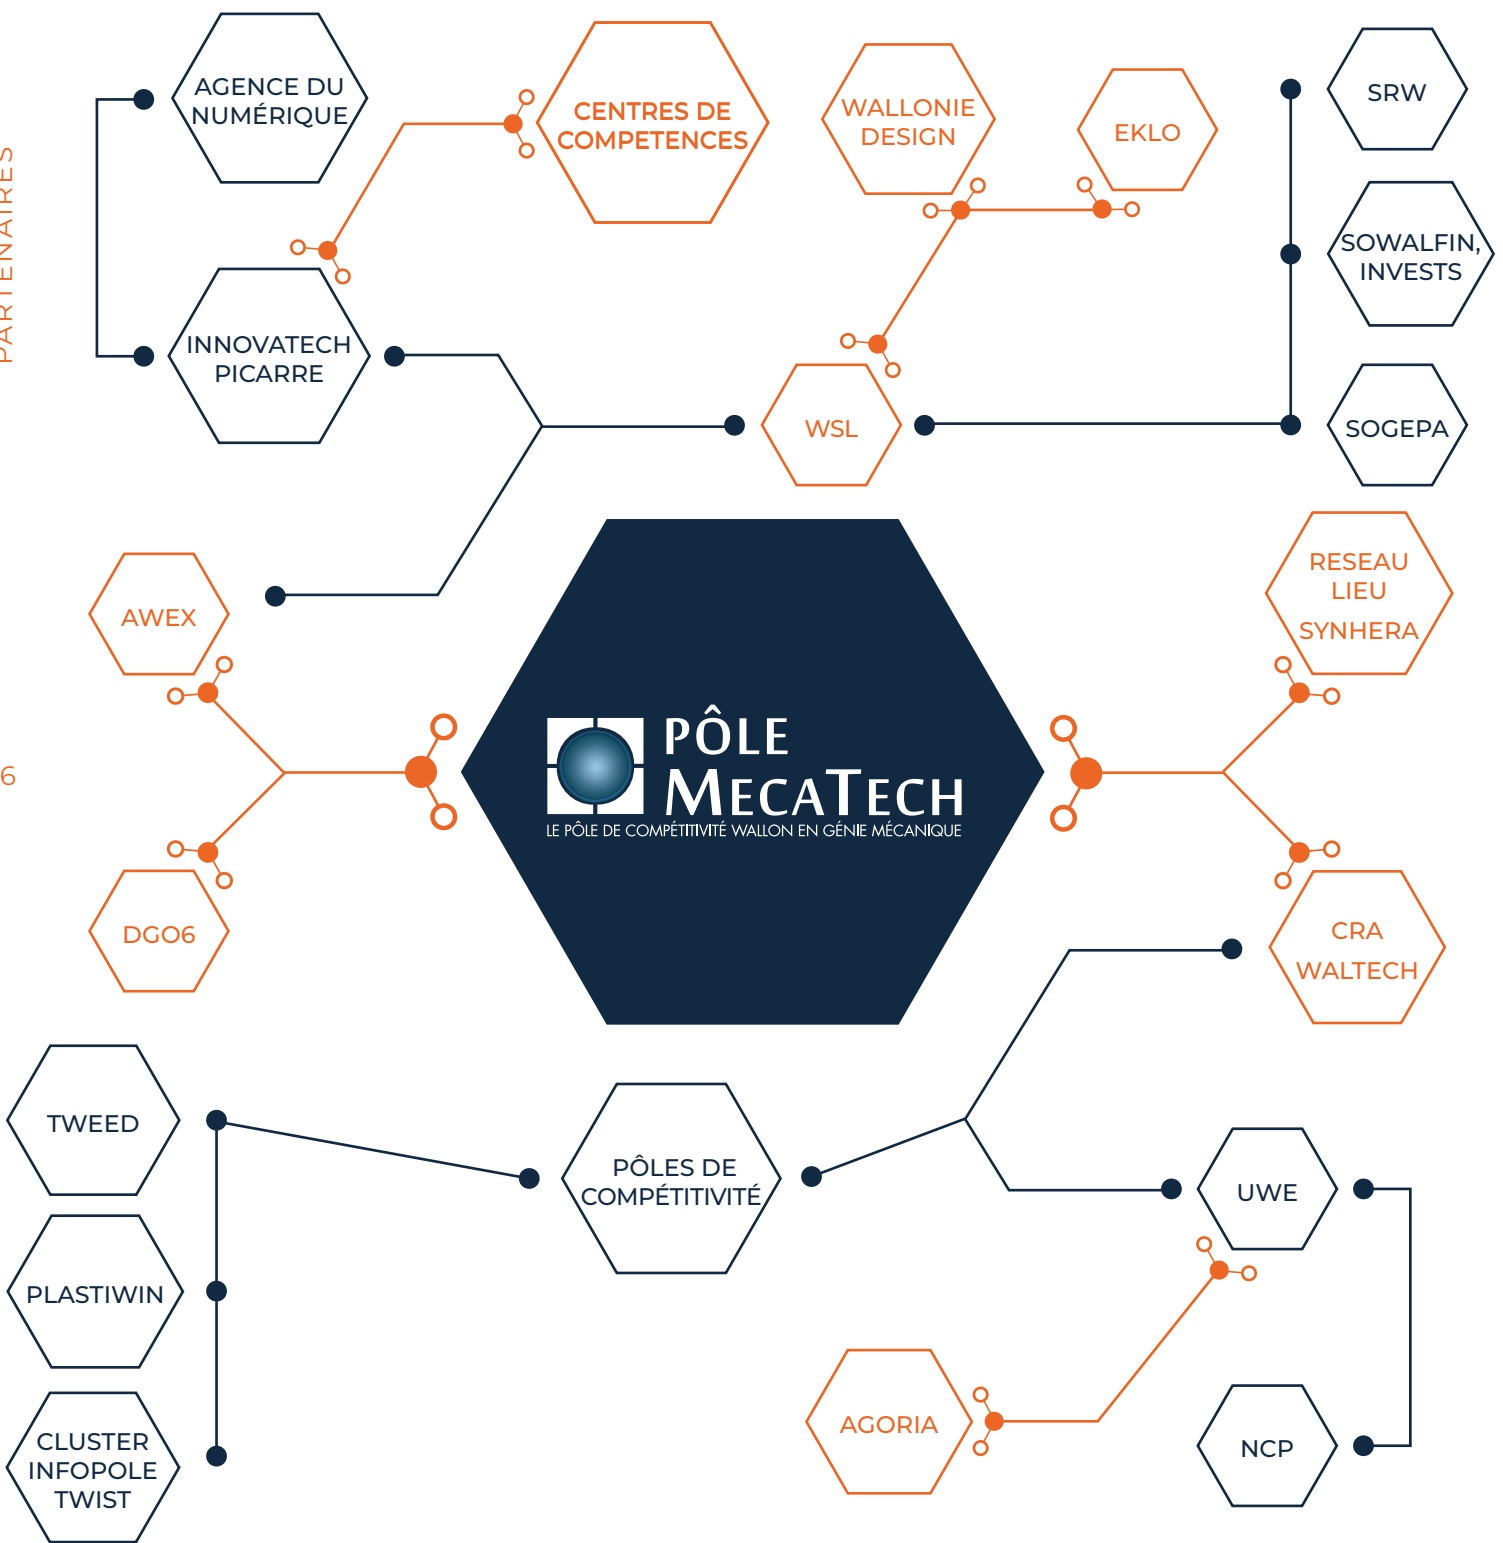 PARTENAIRES
6
AGENCE DU
NUMÉRIQUE
CENTRES DE
COMPETENCES
WALLONIE
DESIGN
EKLO
SRW
SOWALFIN,
INVESTS
INNOVATECH
PICARRE
WSL
SOGEPA
AWEX
RESEAU
LIEU
SYNHERA
PÔLE
MECATECH
LE PÔLE DE COMPÉTITIVITÉ WALLON EN GÉNIE MÉCANIQUE
DGO6
CRA
WALTECH
TWEED
PÔLES DE
COMPÉTITIVITÉ
UWE
PLASTIWIN
AGORIA
NCP
CLUSTER
INFOPOLE
TWIST